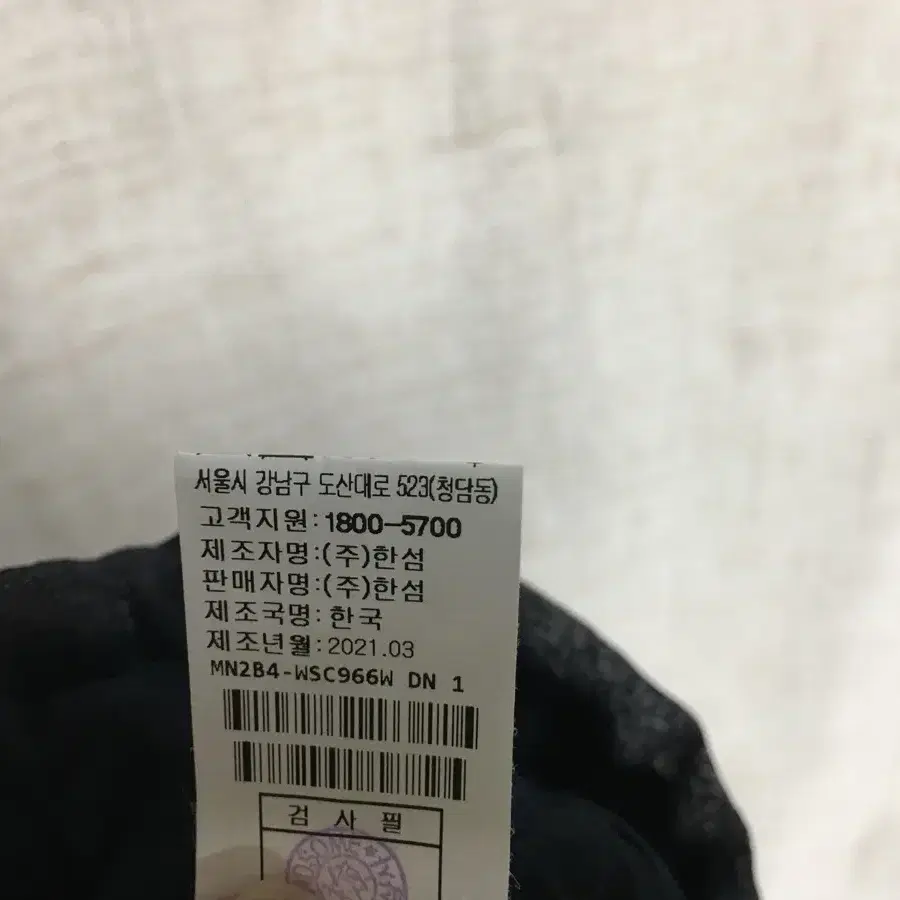 서울시 강남구 도산대로 523(청담동)
고객지원:1800-5700
제조자명:(주)한섬
판매자명:(주)한섬
제조국명:한국
제조년월:2021.03
MN2B4-WSC966W DN 1
검 사 필